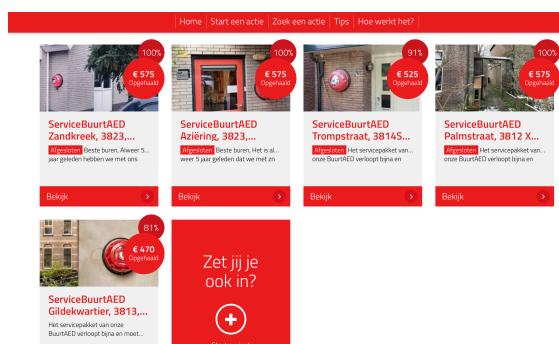 Home
Start een actie
Zoek een actie
Tips
Hoe werkt het?
100%
€ 575
Opgehaald
ServiceBuurtAED
Zandkreek, 3823,...
Afgesloten Beste buren, Alweer 5...
jaar geleden hebben we met ons
Bekijk
100%
€ 575
Opgehaald
ServiceBuurtAED
Aziëring, 3823,...
Afgesloten Beste buren, Het is al...
weer 5 jaar geleden dat we met zn
Bekijk
91%
€ 525
Opgehaald
ServiceBuurtAED
Trompstraat, 3814S...
Afgesloten Het servicepakket van...
onze BuurtAED verloopt bijna en
Bekijk
100%
€ 575
Opgehaald
ServiceBuurtAED
Palmstraat, 3812 X...
Afgesloten Het servicepakket van...
onze BuurtAED verloopt bijna en
Bekijk
81%
€ 470
Opgehaald
ServiceBuurtAED
Gildekwartier, 3813,...
Het servicepakket van onze
BuurtAED verloopt bijna en moet...
Zet jij je
ook in?